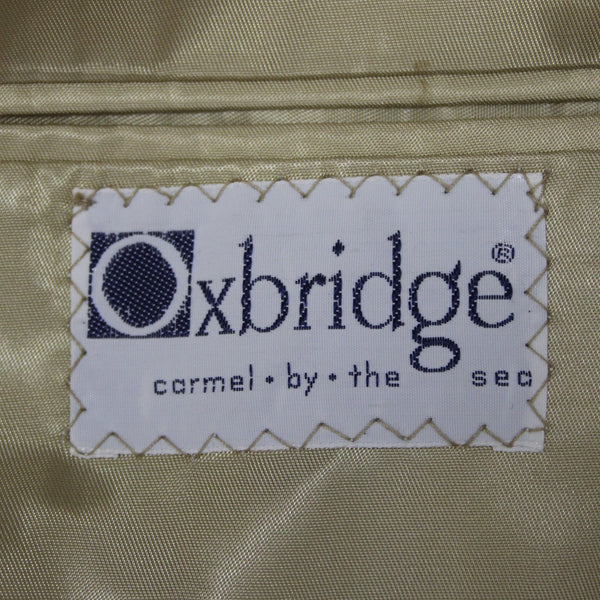 Oxbridge®
carmel • by • the sea